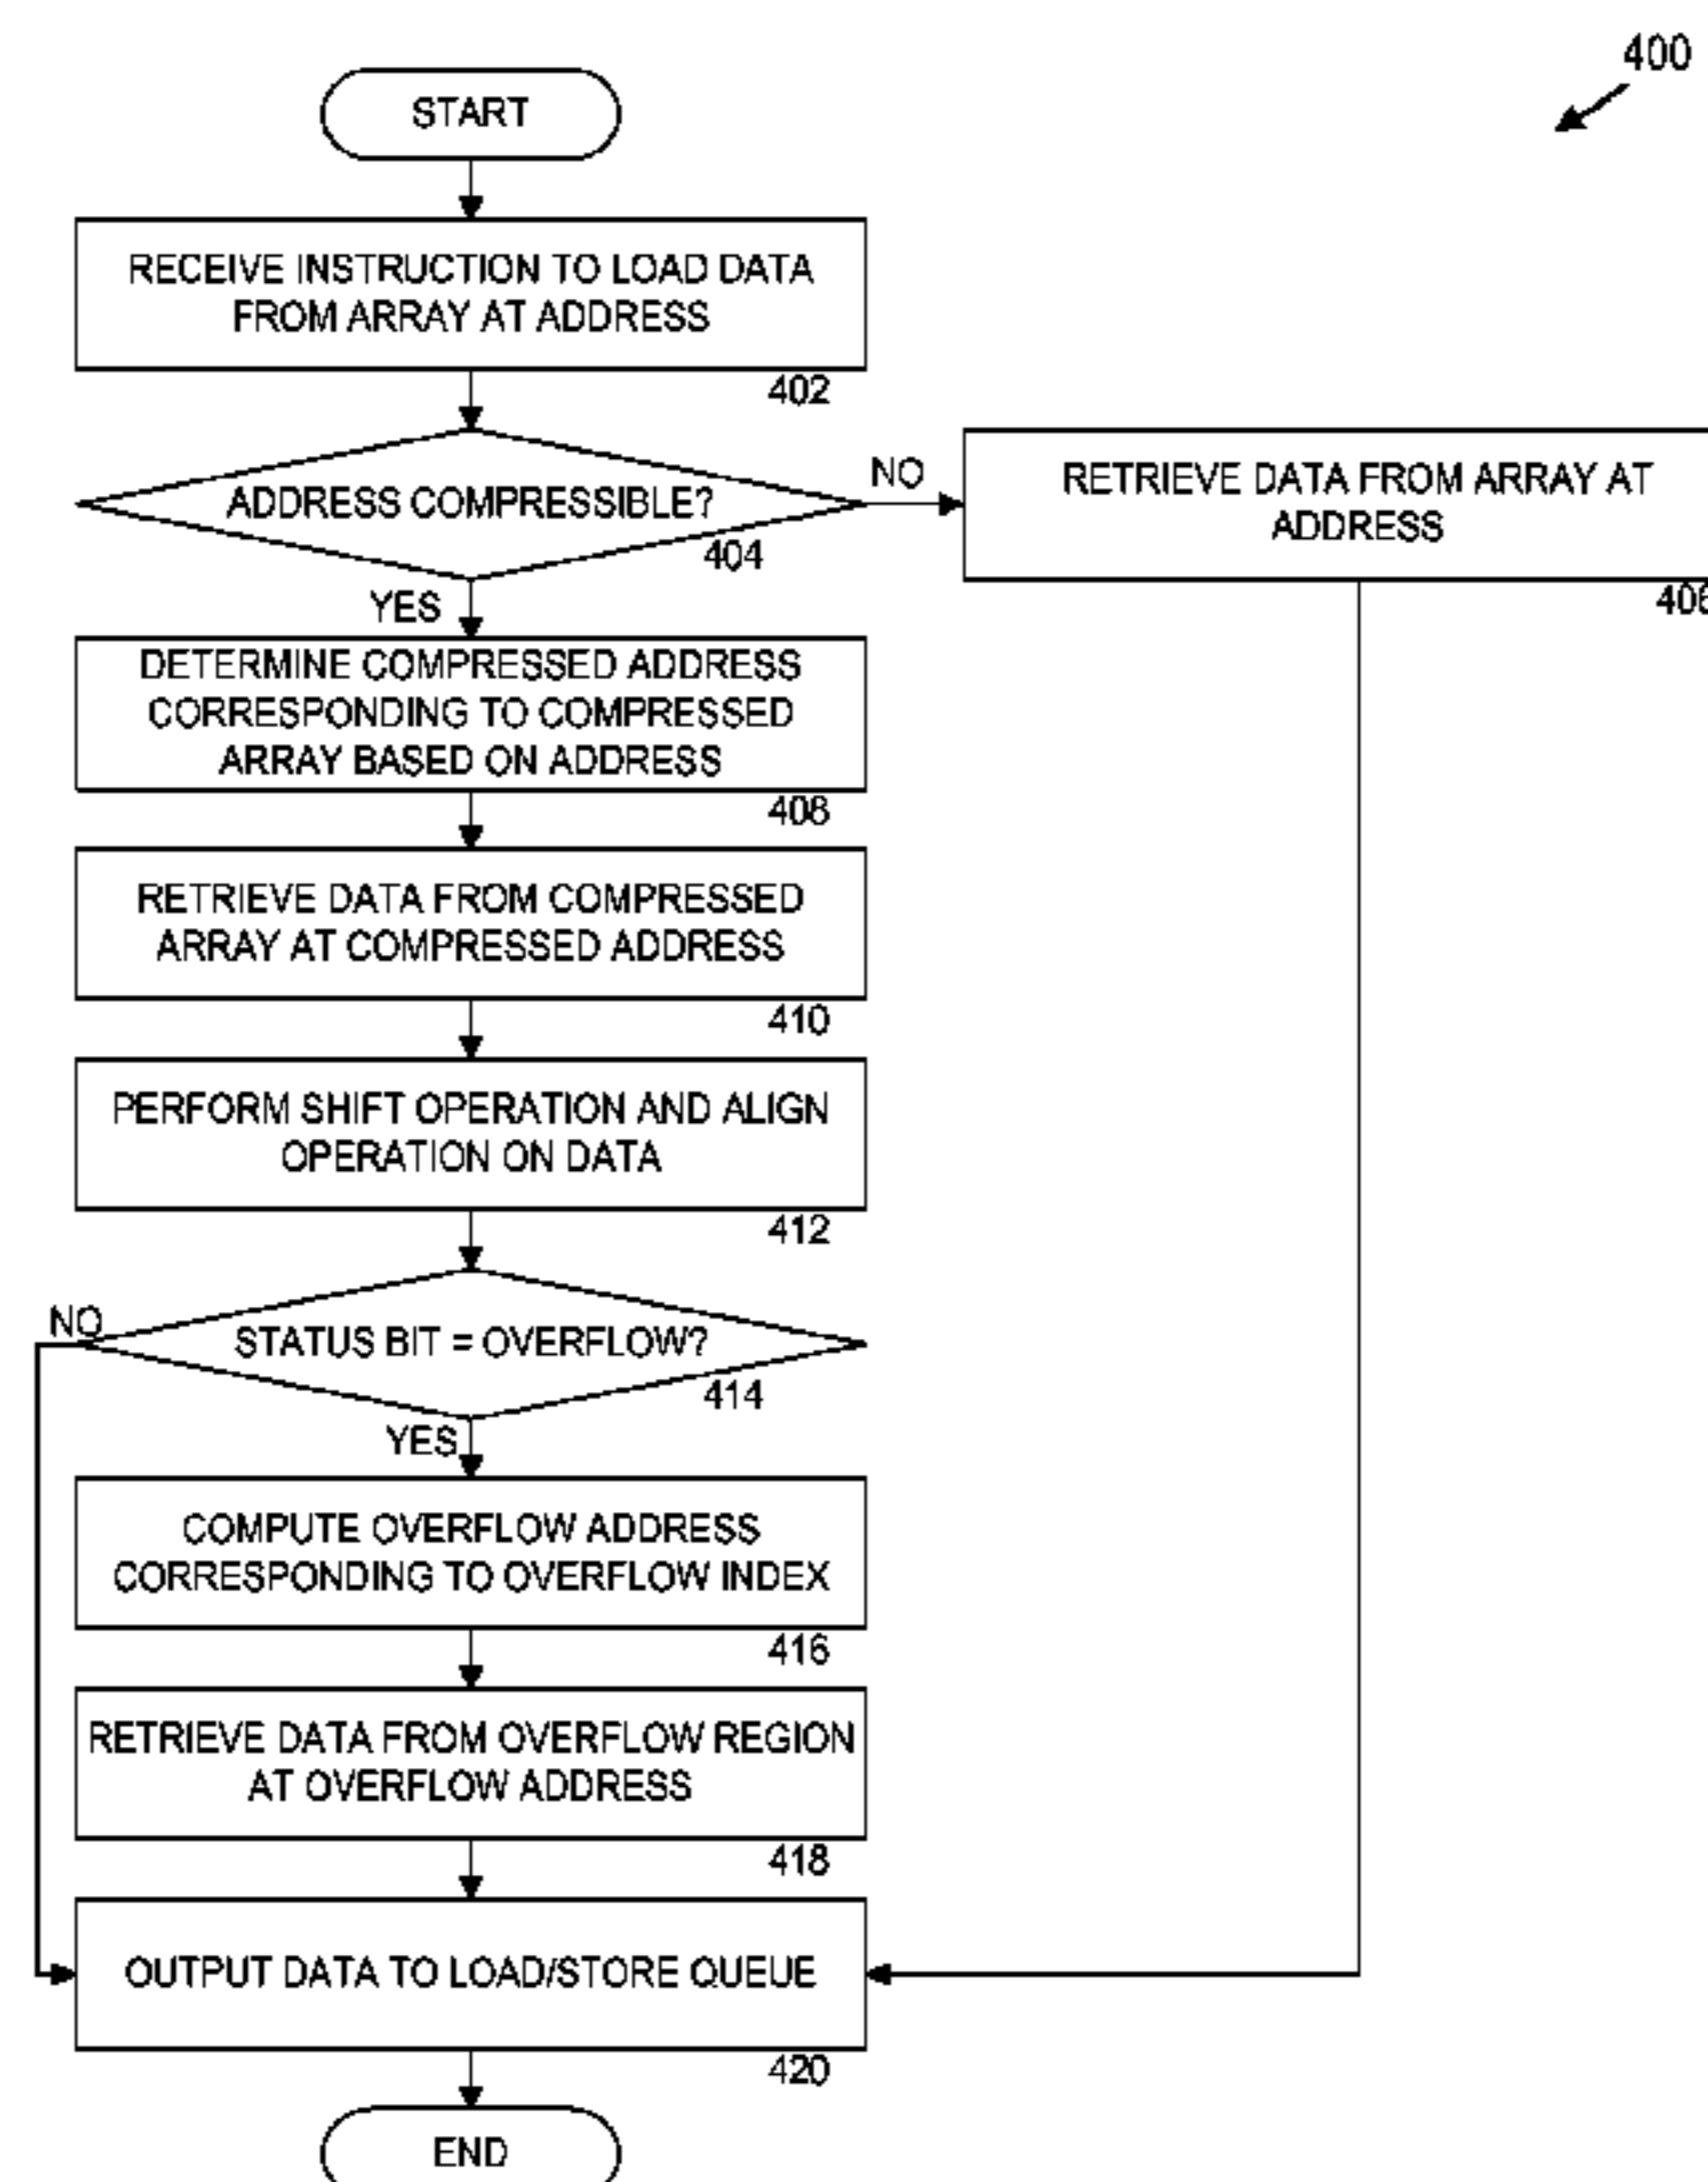 400
START
RECEIVE INSTRUCTION TO LOAD DATA
FROM ARRAY AT ADDRESS
402
ADDRESS COMPRESSIBLE?
404
NO
RETRIEVE DATA FROM ARRAY AT
ADDRESS
406
YES
DETERMINE COMPRESSED ADDRESS
CORRESPONDING TO COMPRESSED
ARRAY BASED ON ADDRESS
408
RETRIEVE DATA FROM COMPRESSED
ARRAY AT COMPRESSED ADDRESS
410
PERFORM SHIFT OPERATION AND ALIGN
OPERATION ON DATA
412
NO
STATUS BIT = OVERFLOW?
414
YES
COMPUTE OVERFLOW ADDRESS
CORRESPONDING TO OVERFLOW INDEX
416
RETRIEVE DATA FROM OVERFLOW REGION
AT OVERFLOW ADDRESS
418
OUTPUT DATA TO LOAD/STORE QUEUE
420
END